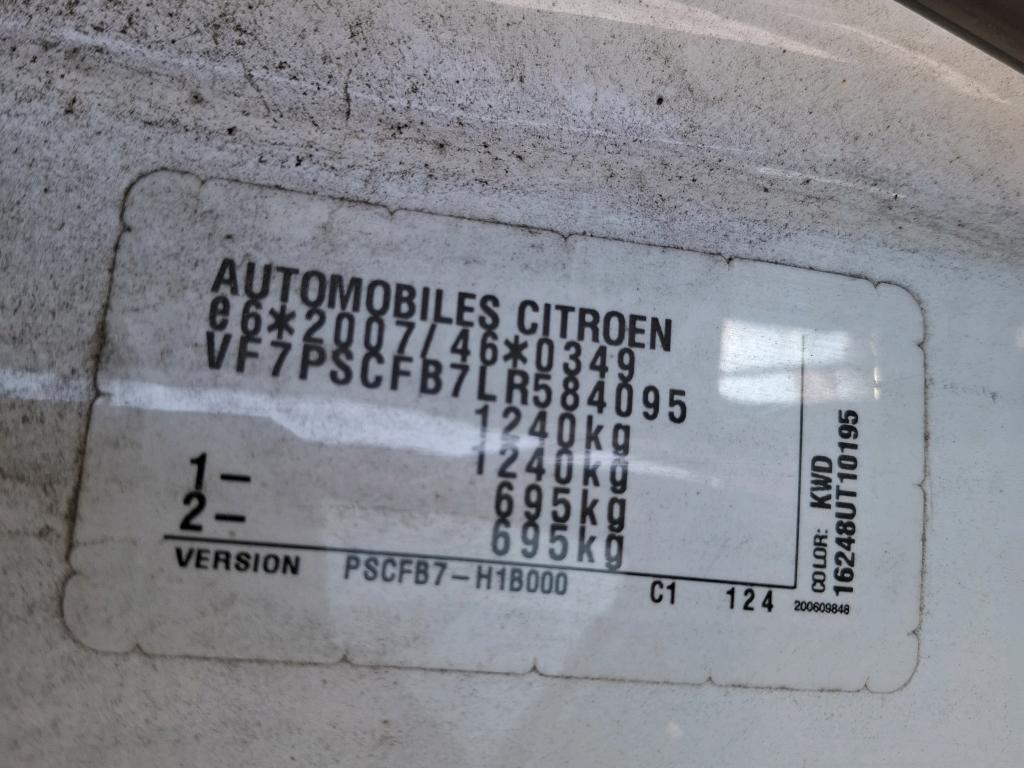 AUTOMOBILES CITROEN
e6*2007/46*0349
VF7PSCFB7LR584095
1240kg
1240kg
1- 695kg
2- 695kg
VERSION PSCFB7-H1B000 C1 124
COLOR: KWD
16248UT10195
200609848